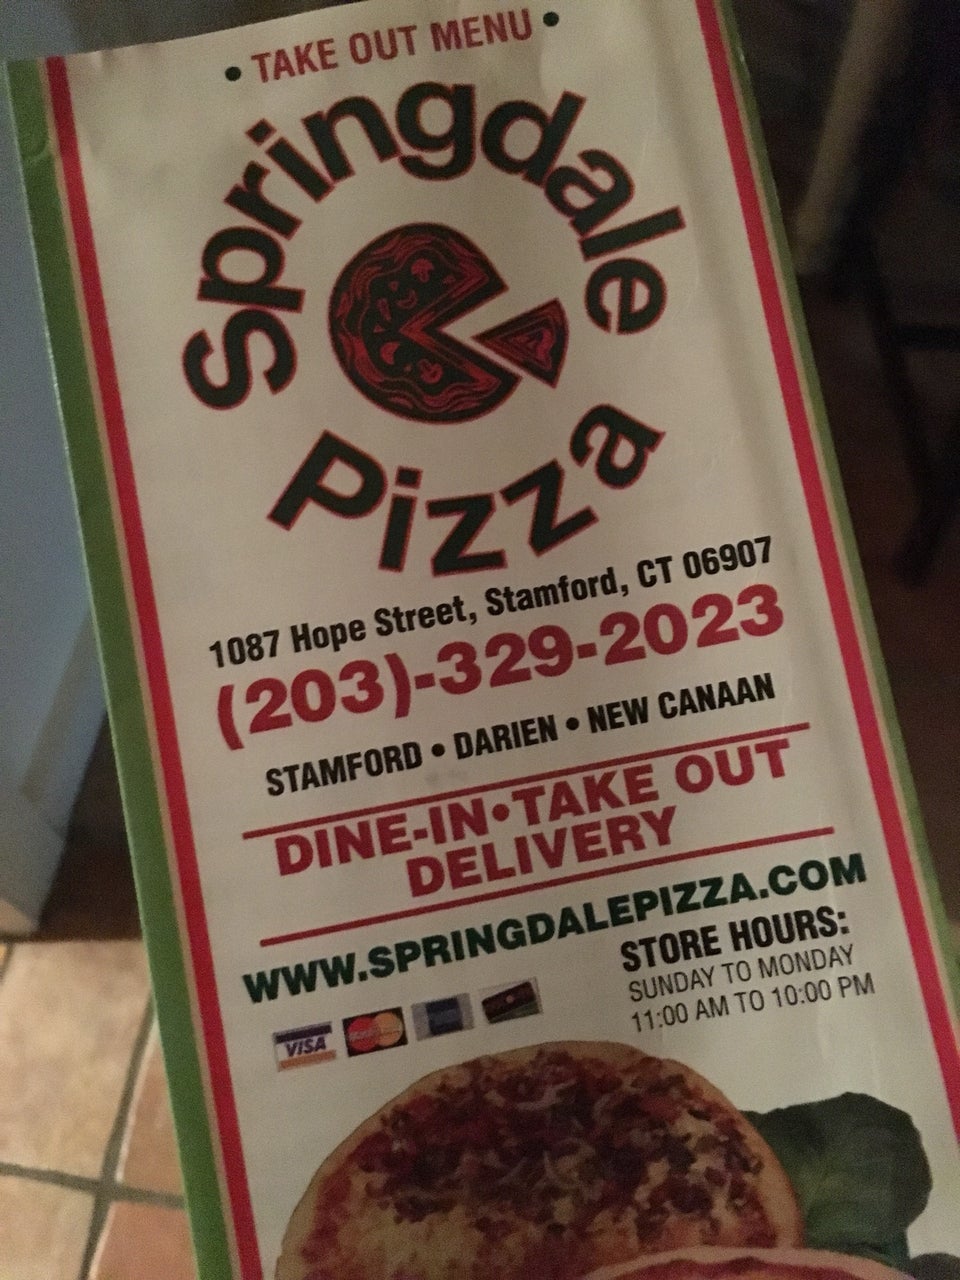 • TAKE OUT MENU •
Springdale
Pizza
1087 Hope Street, Stamford, CT 06907
(203)-329-2023
STAMFORD • DARIEN • NEW CANAAN
DINE-IN•TAKE OUT
DELIVERY
WWW.SPRINGDALEPIZZA.COM
STORE HOURS:
SUNDAY TO MONDAY
11:00 AM TO 10:00 PM
VISA